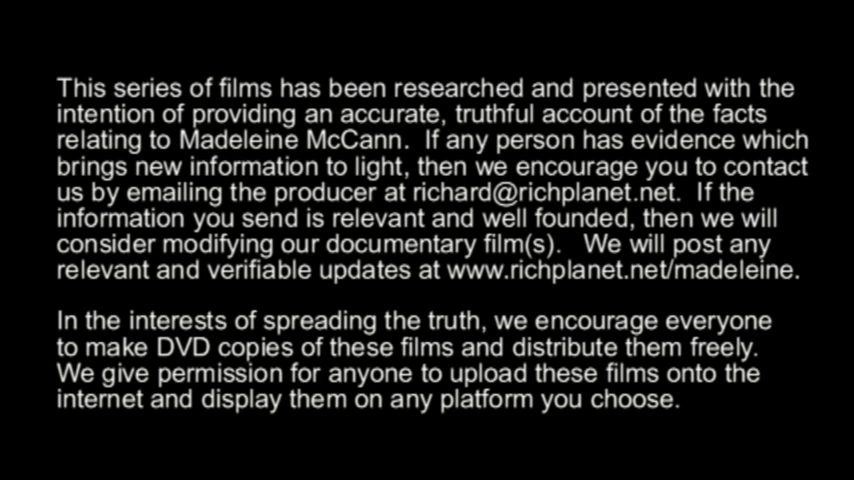 This series of films has been researched and presented with the
intention of providing an accurate, truthful account of the facts
relating to Madeleine McCann.  If any person has evidence which
brings new information to light, then we encourage you to contact
us by emailing the producer at richard@richplanet.net.  If the
information you send is relevant and well founded, then we will
consider modifying our documentary film(s).   We will post any
relevant and verifiable updates at www.richplanet.net/madeleine.
In the interests of spreading the truth, we encourage everyone
to make DVD copies of these films and distribute them freely.
We give permission for anyone to upload these films onto the
internet and display them on any platform you choose.